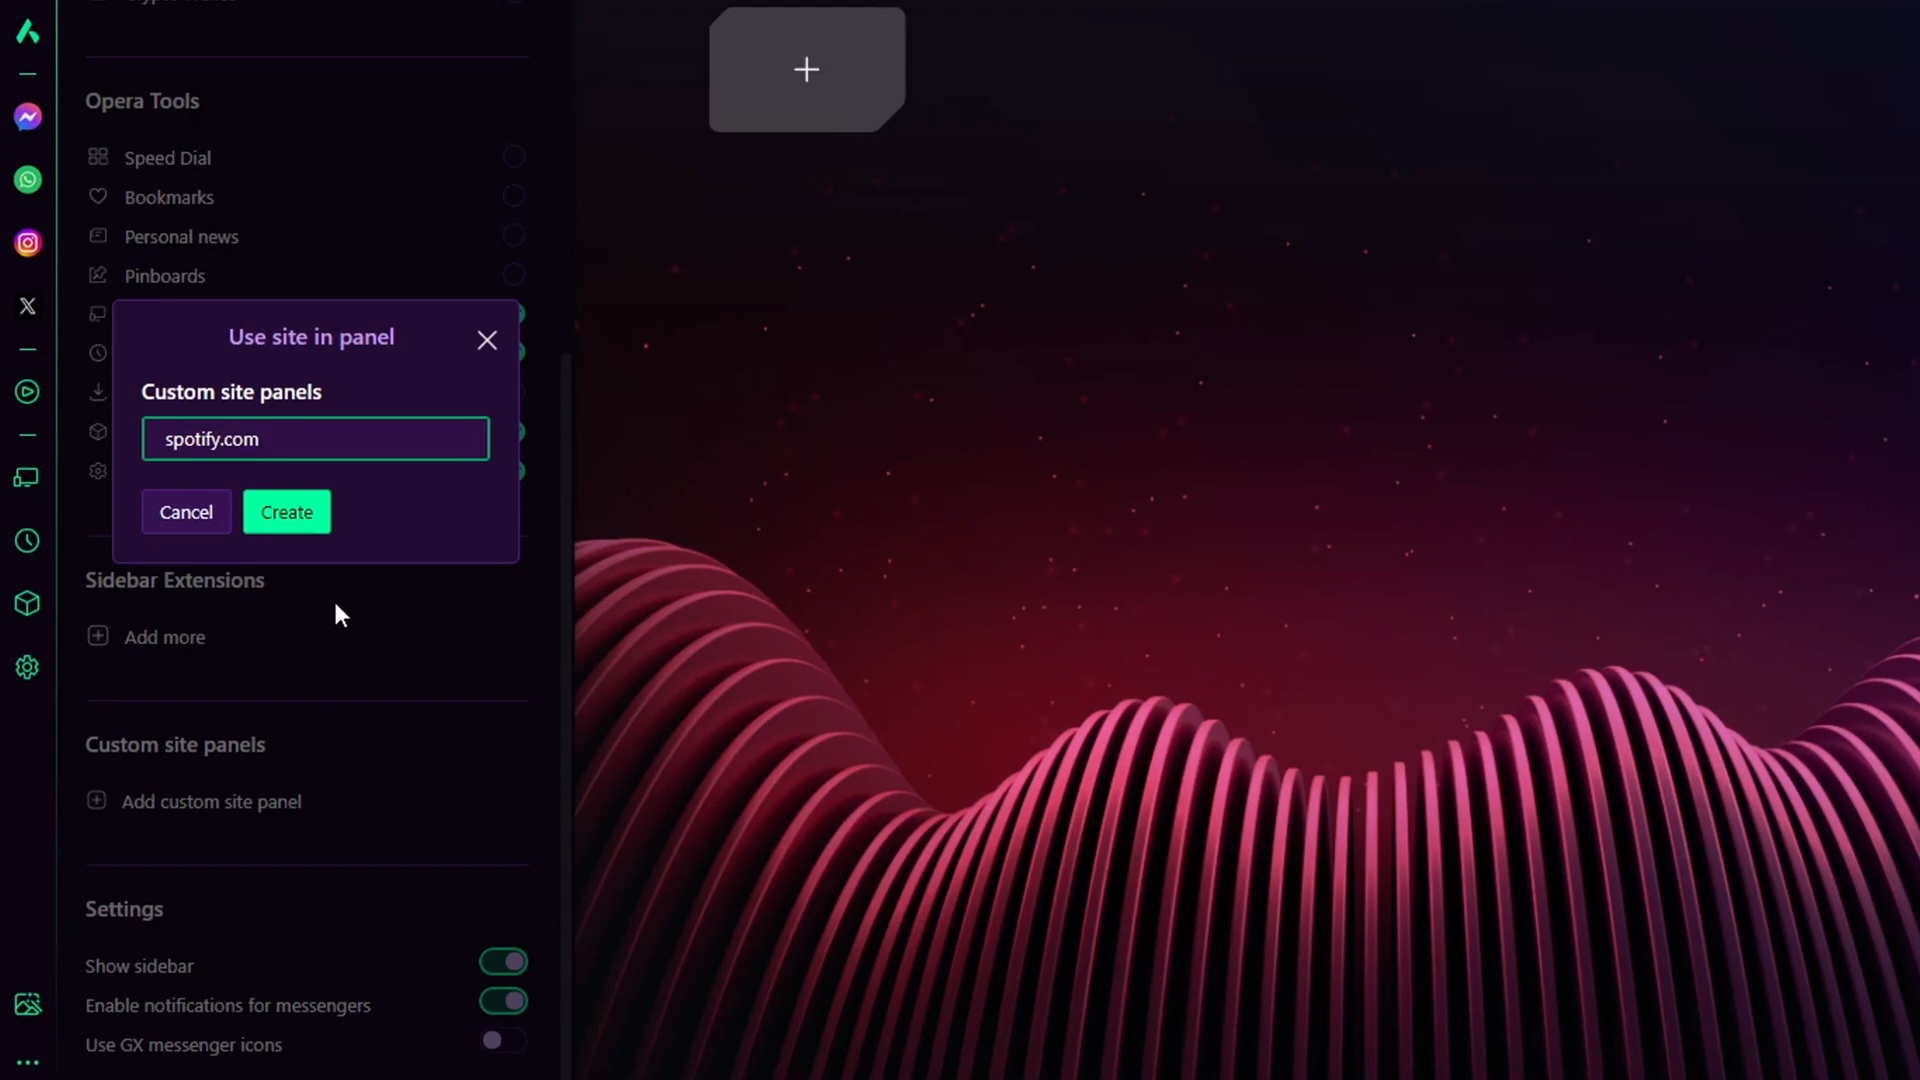 Opera Tools
Speed Dial
Bookmarks
Personal news
Pinboards
Use site in panel
Custom site panels
spotify.com
Cancel
Create
Sidebar Extensions
Add more
Custom site panels
Add custom site panel
Settings
Show sidebar
Enable notifications for messengers
Use GX messenger icons